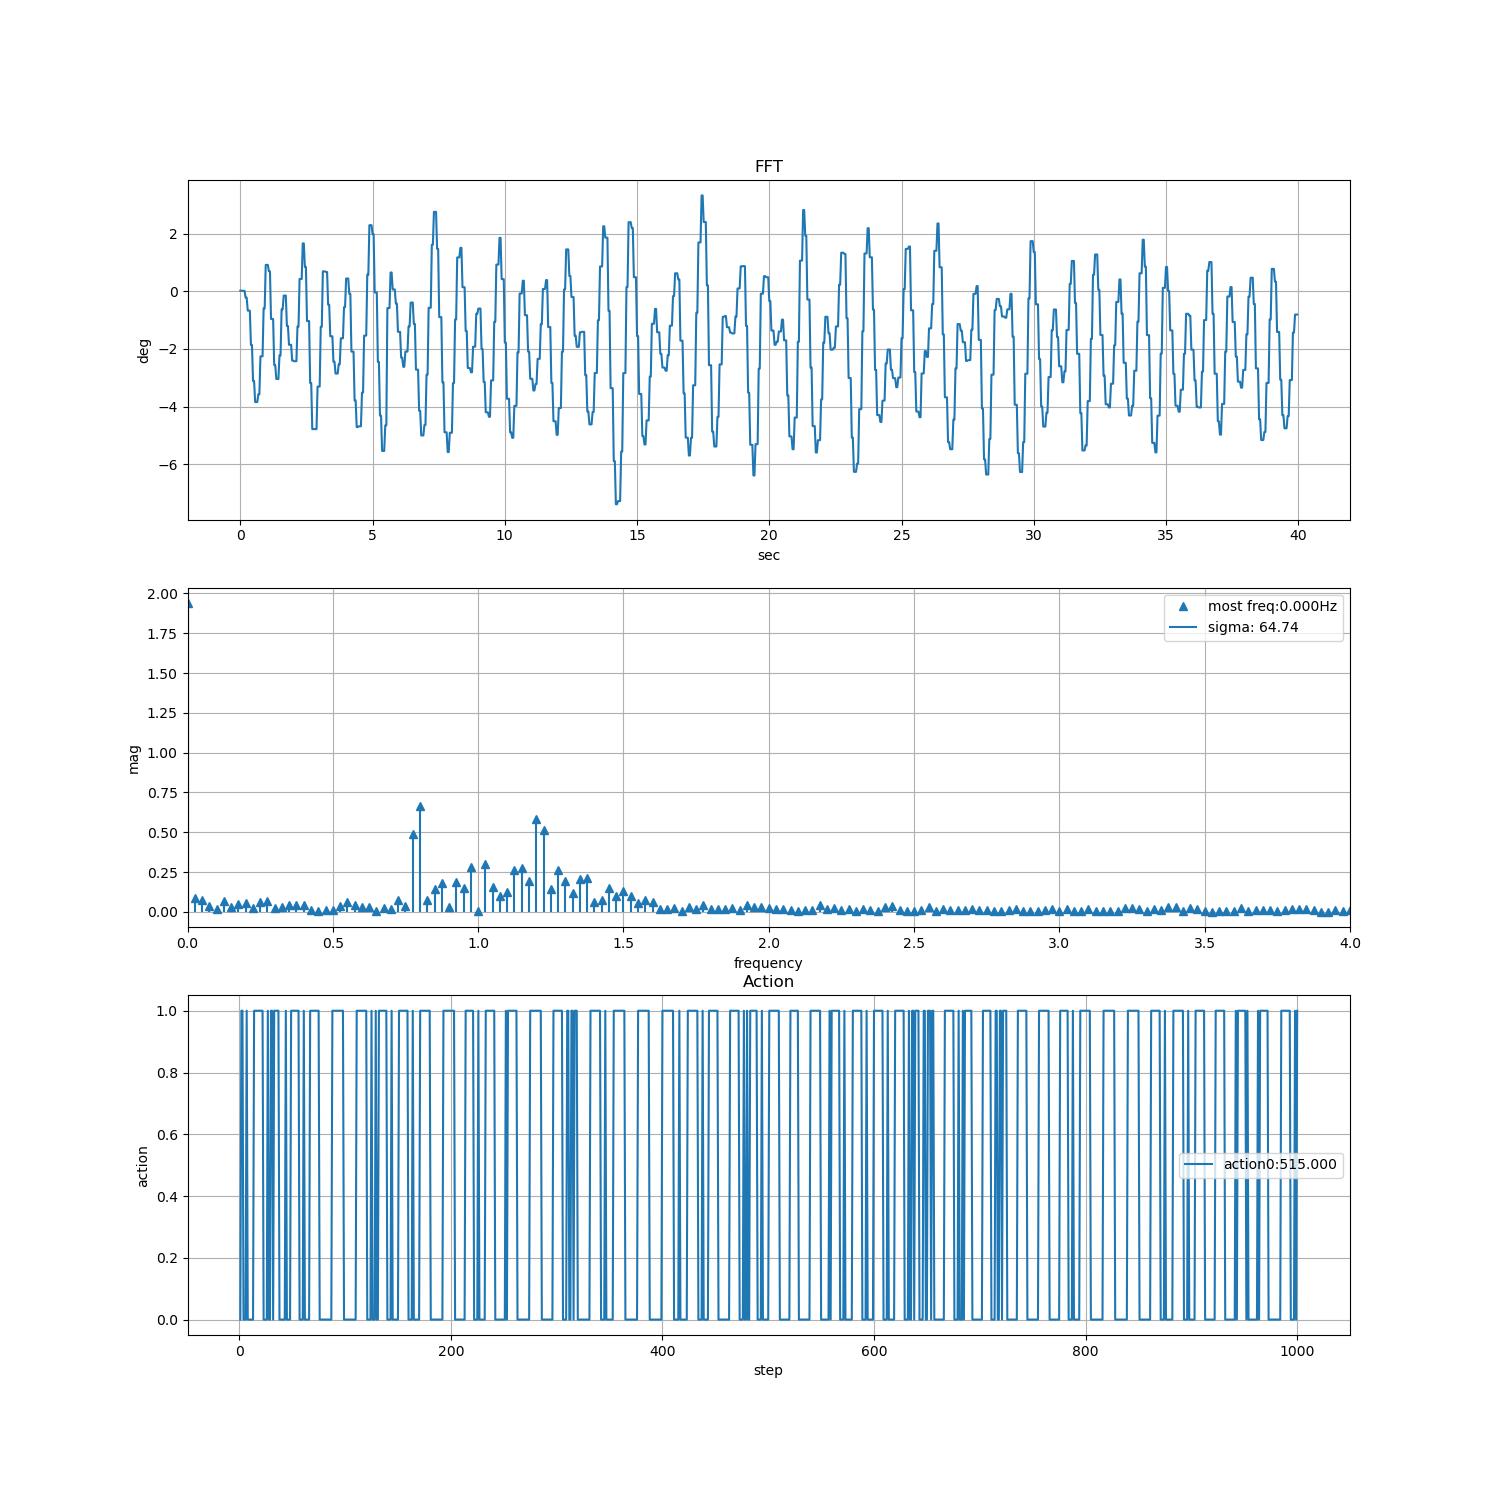 FFT
2
0
−2
−4
−6
deg
0 5 10 15 20 25 30 35 40
sec
2.00
1.75
1.50
1.25
1.00
0.75
0.50
0.25
0.00
mag
most freq:0.000Hz
sigma: 64.74
0.0 0.5 1.0 1.5 2.0 2.5 3.0 3.5 4.0
frequency
Action
1.0
0.8
0.6
0.4
0.2
0.0
action
action0:515.000
0 200 400 600 800 1000
step